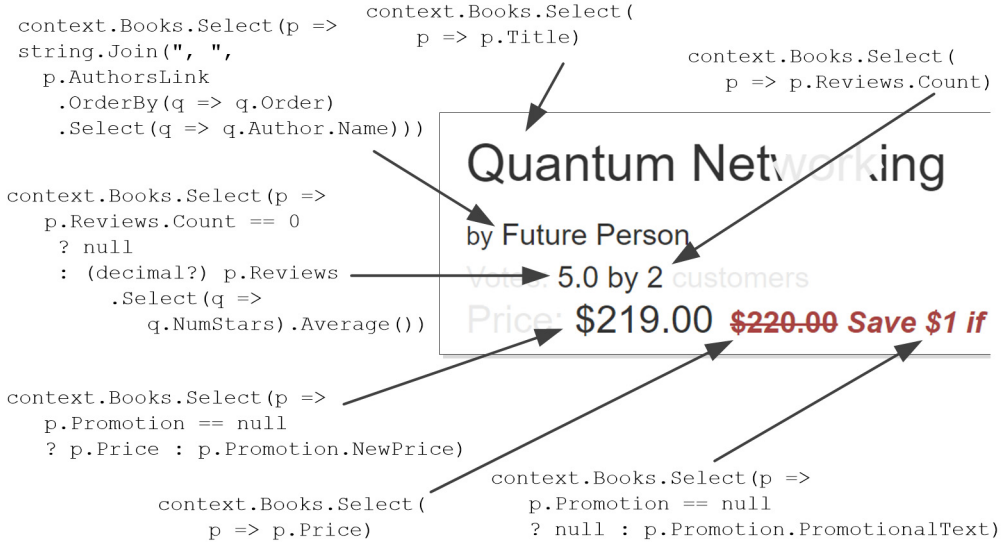 context.Books.Select(p =>
string.Join(", ",
p.AuthorsLink
.OrderBy(q => q.Order)
.Select(q => q.Author.Name)))
context.Books.Select(
p => p.Title)
context.Books.Select(
p => p.Reviews.Count)
Quantum Networking
by Future Person
Votes: 5.0 by 2 customers
Price: $219.00 $220.00 Save $1 if
context.Books.Select(p =>
p.Reviews.Count == 0
? null
: (decimal?) p.Reviews
.Select(q =>
q.NumStars).Average())
context.Books.Select(p =>
p.Promotion == null
? p.Price : p.Promotion.NewPrice)
context.Books.Select(
p => p.Price)
context.Books.Select(p =>
p.Promotion == null
? null : p.Promotion.PromotionalText)